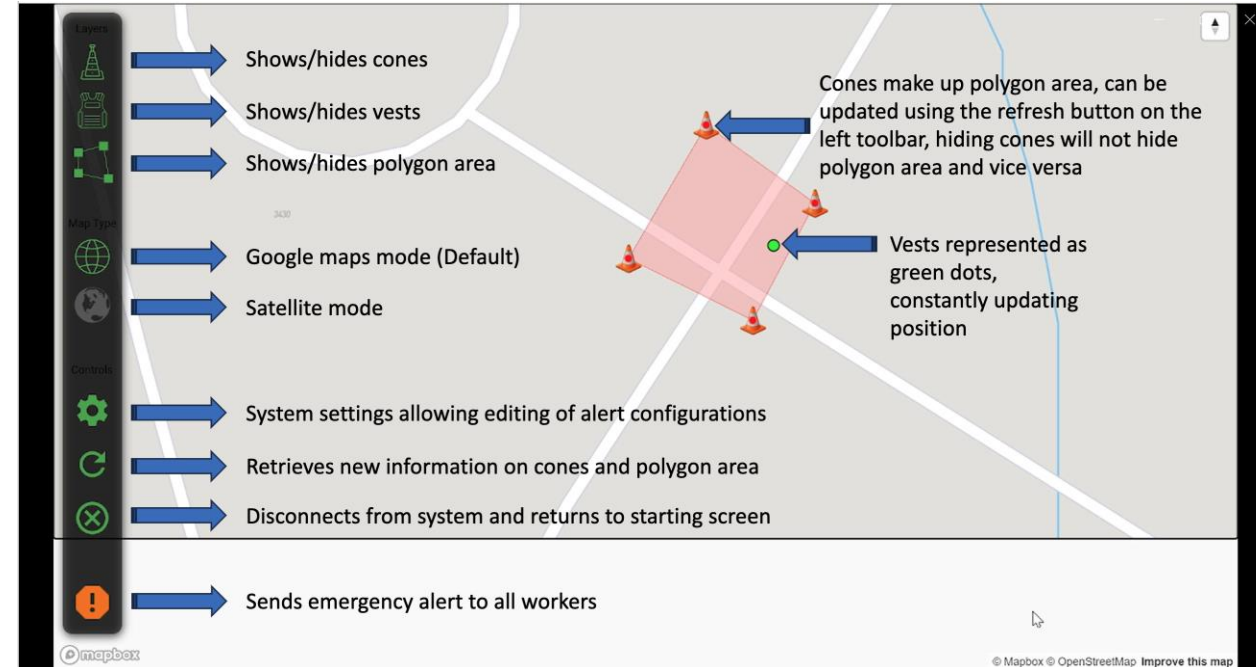 Layers
Shows/hides cones
Shows/hides vests
Shows/hides polygon area
Map Type
Google maps mode (Default)
Satellite mode
Controls
System settings allowing editing of alert configurations
Retrieves new information on cones and polygon area
Disconnects from system and returns to starting screen
!
Sends emergency alert to all workers
Cones make up polygon area, can be
updated using the refresh button on the
left toolbar, hiding cones will not hide
polygon area and vice versa
Vests represented as
green dots,
constantly updating
position
mapbox
© Mapbox © OpenStreetMap Improve this map